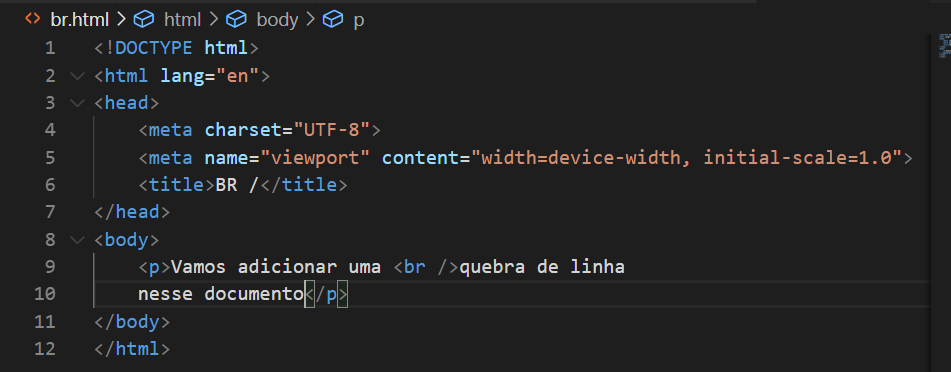 br.html > html > body > p
1 <!DOCTYPE html>
2 <html lang="en">
3 <head>
4 <meta charset="UTF-8">
5 <meta name="viewport" content="width=device-width, initial-scale=1.0">
6 <title>BR /</title>
7 </head>
8 <body>
9 <p>Vamos adicionar uma <br />quebra de linha
10 nesse documento</p>
11 </body>
12 </html>